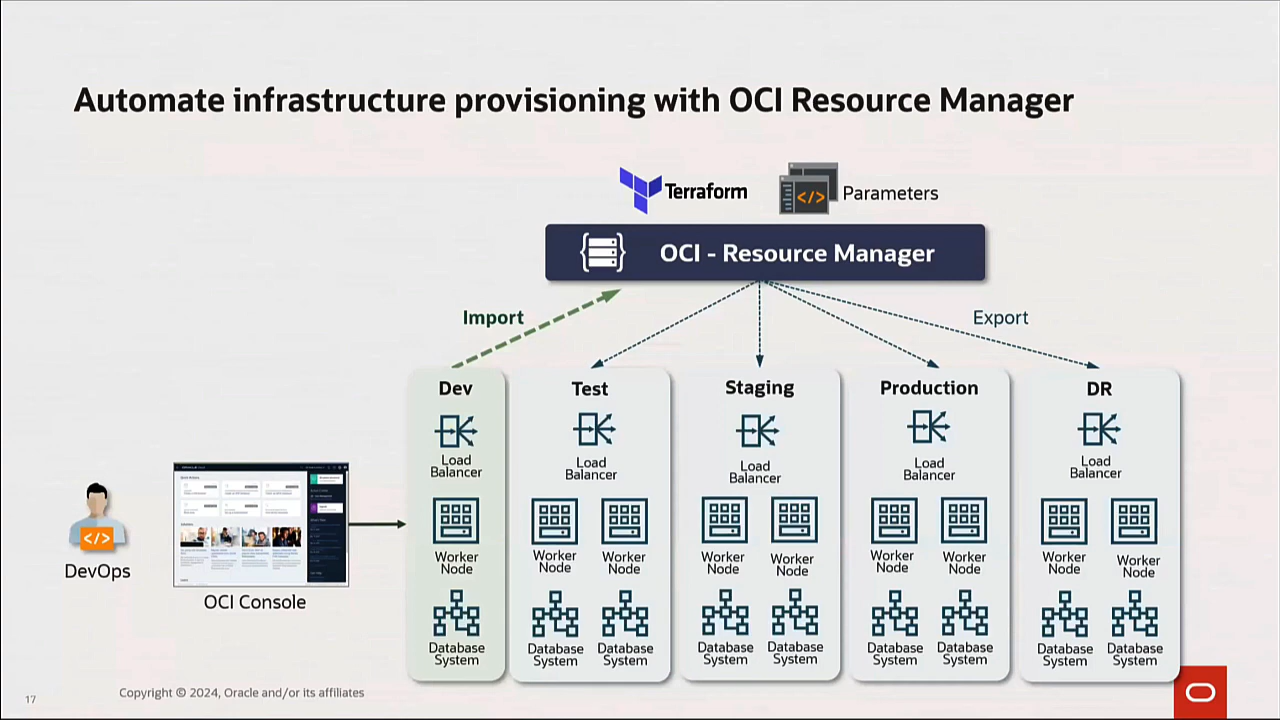 Automate infrastructure provisioning with OCI Resource Manager
Terraform
Parameters
OCI - Resource Manager
Import
Export
Dev
Load
Balancer
Worker
Node
Database
System
Test
Load
Balancer
Worker
Node
Worker
Node
Database
System
Database
System
Staging
Load
Balancer
Worker
Node
Worker
Node
Database
System
Database
System
Production
Load
Balancer
Worker
Node
Worker
Node
Database
System
Database
System
DR
Load
Balancer
Worker
Node
Worker
Node
Database
System
Database
System
DevOps
OCI Console
17
Copyright © 2024, Oracle and/or its affiliates